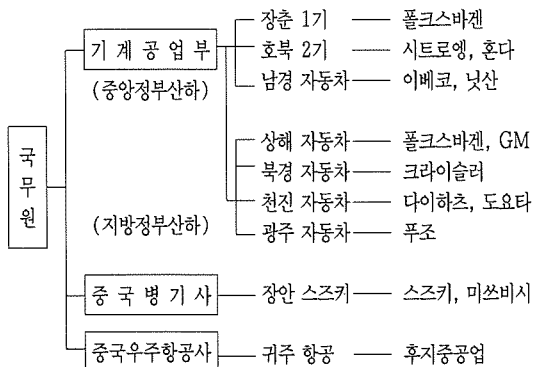 장춘 1기 폴크스바겐
기 계 공 업 부 호북 2기 시트로엥, 혼다
(중앙정부산하) 남경 자동차 이베코, 닛산
국무원
상해 자동차 폴크스바겐, GM
북경 자동차 크라이슬러
천진 자동차 다이하츠, 도요타
(지방정부산하) 광주 자동차 푸조
중 국 병 기 사 장안 스즈키 스즈키, 미쓰비시
중국우주항공사 귀주 항공 후지중공업